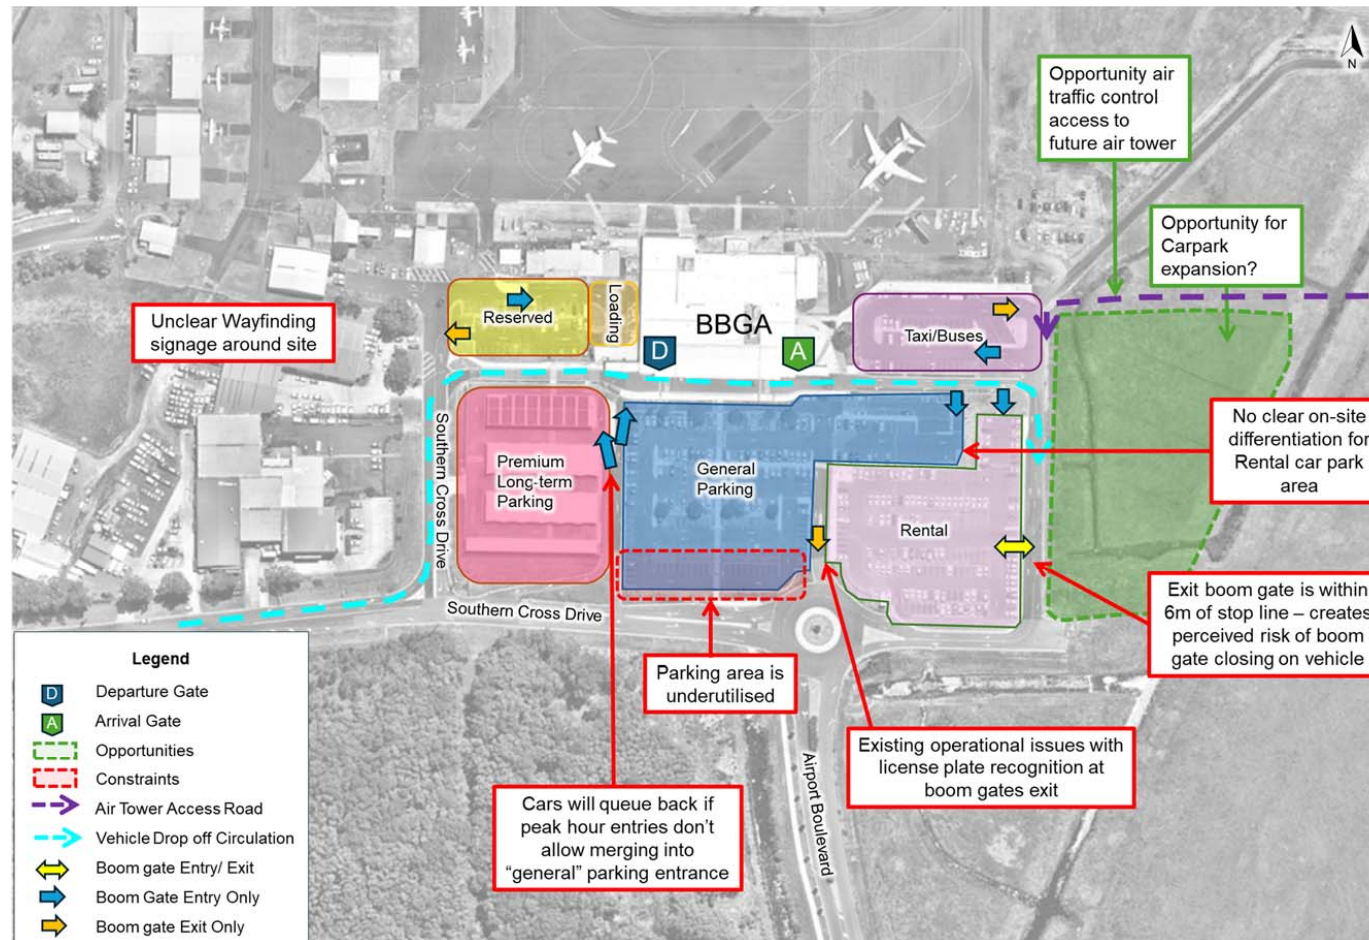 N
Opportunity air
traffic control
access to
future air tower
Opportunity for
Carpark
expansion?
Unclear Wayfinding
signage around site
Reserved
Loading
BBGA
D
A
Taxi/Buses
No clear on-site
differentiation for
Rental car park
area
Southern Cross Drive
Premium
Long-term
Parking
General
Parking
Rental
Southern Cross Drive
Exit boom gate is within
6m of stop line – creates
perceived risk of boom
gate closing on vehicle
Parking area is
underutilised
Existing operational issues with
license plate recognition at
boom gates exit
Airport Boulevard
Cars will queue back if
peak hour entries don’t
allow merging into
“general” parking entrance
Legend
D Departure Gate
A Arrival Gate
Opportunities
Constraints
Air Tower Access Road
Vehicle Drop off Circulation
Boom gate Entry/ Exit
Boom Gate Entry Only
Boom gate Exit Only